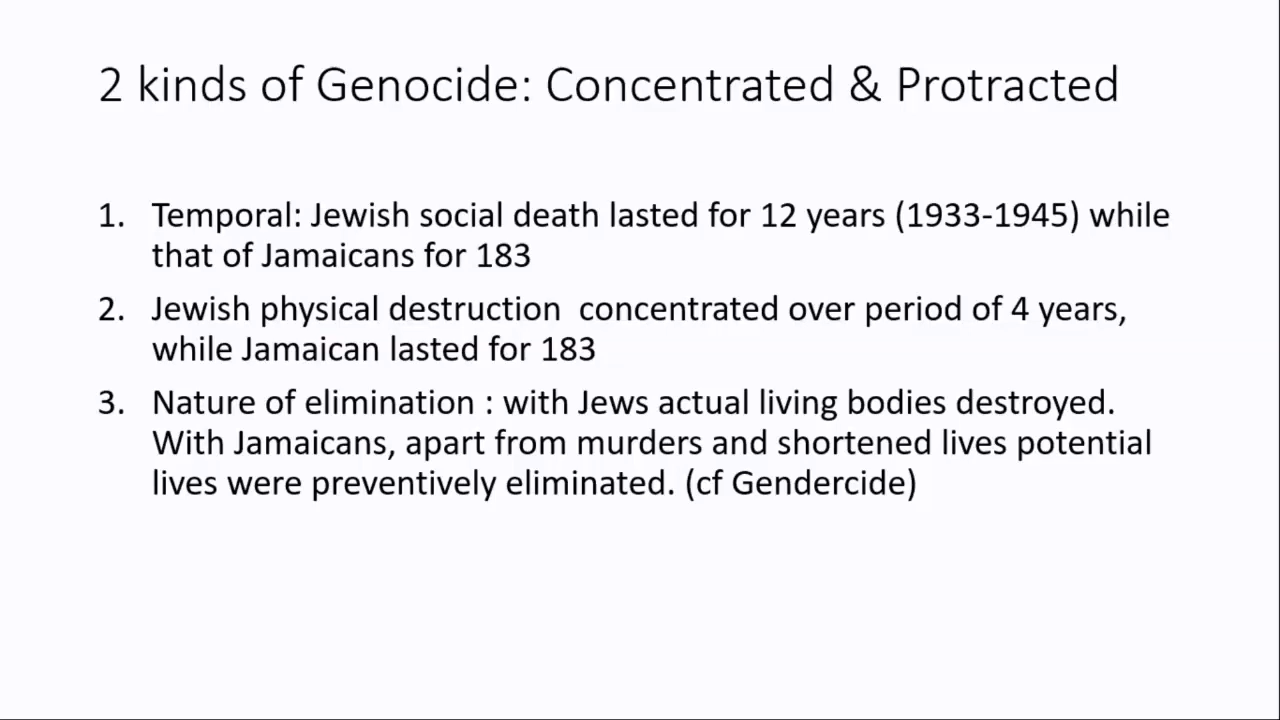 2 kinds of Genocide: Concentrated & Protracted
1. Temporal: Jewish social death lasted for 12 years (1933-1945) while
that of Jamaicans for 183
2. Jewish physical destruction  concentrated over period of 4 years,
while Jamaican lasted for 183
3. Nature of elimination : with Jews actual living bodies destroyed.
With Jamaicans, apart from murders and shortened lives potential
lives were preventively eliminated. (cf Gendercide)